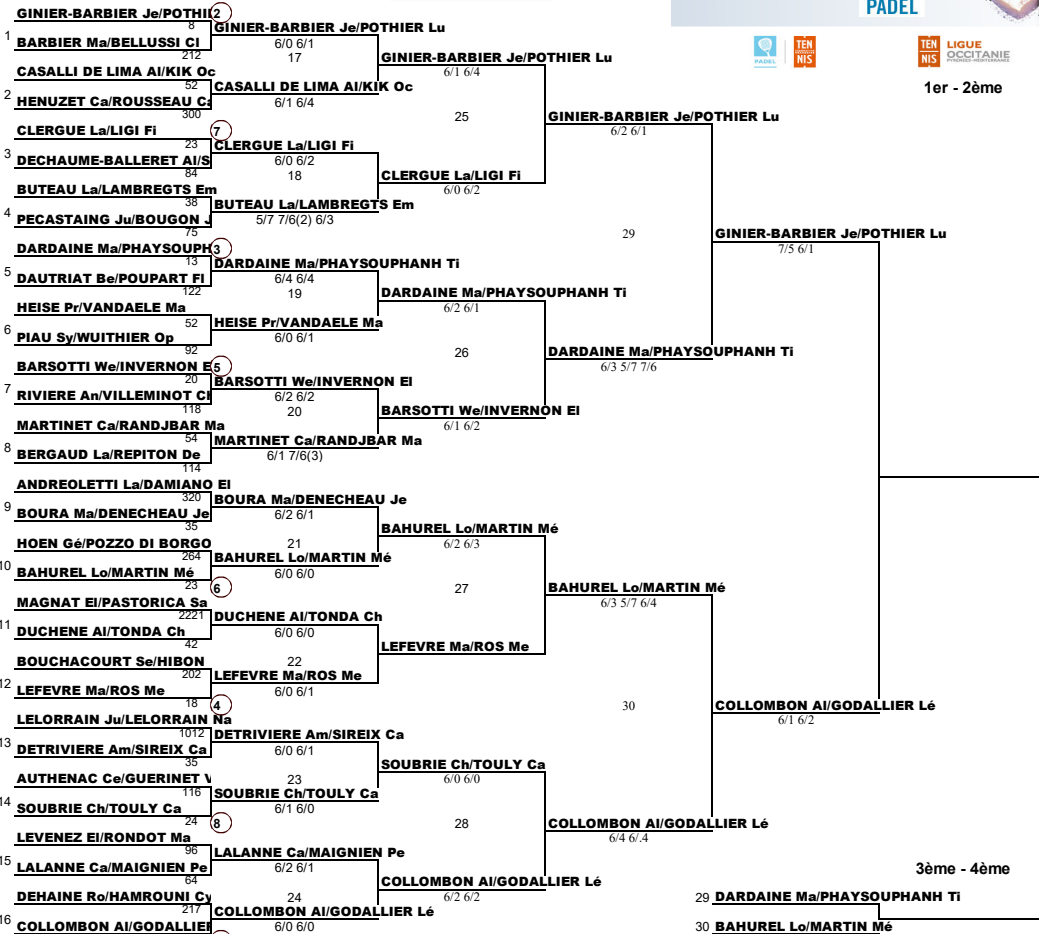 PADEL
PADEL
TEN NIS
TEN NIS
LIGUE
OCCITANIE
PYRENEES-MEDITERRANEE
1er - 2ème
GINIER-BARBIER Je/POTHI 2
8
1
BARBIER Ma/BELLUSSI Cl
212
GINIER-BARBIER Je/POTHIER Lu
6/0 6/1
17
CASALLI DE LIMA Al/KIK Oc
52
2
HENUZET Ca/ROUSSEAU Ca
300
CASALLI DE LIMA Al/KIK Oc
6/1 6/4
GINIER-BARBIER Je/POTHIER Lu
6/1 6/4
25
CLERGUE La/LIGI Fi 7
23
3
DECHAUME-BALLERET Al/S
84
CLERGUE La/LIGI Fi
6/0 6/2
18
BUTEAU La/LAMBREGTS Em
38
4
PECASTAING Ju/BOUGON J
75
BUTEAU La/LAMBREGTS Em
5/7 7/6(2) 6/3
CLERGUE La/LIGI Fi
6/0 6/2
GINIER-BARBIER Je/POTHIER Lu
6/2 6/1
29
DARDAINE Ma/PHAYSOUPH 3
13
5
DAUTRIAT Be/POUPART Fl
122
DARDAINE Ma/PHAYSOUPHANH Ti
6/4 6/4
19
HEISE Pr/VANDAELE Ma
52
6
PIAU Sy/WUITHIER Op
92
HEISE Pr/VANDAELE Ma
6/0 6/1
DARDAINE Ma/PHAYSOUPHANH Ti
6/2 6/1
26
BARSOTTI We/INVERNON E 5
20
7
RIVIERE An/VILLEMINOT Cl
118
BARSOTTI We/INVERNON El
6/2 6/2
20
MARTINET Ca/RANDJBAR Ma
54
8
BERGAUD La/REPITON De
114
MARTINET Ca/RANDJBAR Ma
6/1 7/6(3)
BARSOTTI We/INVERNON El
6/1 6/2
DARDAINE Ma/PHAYSOUPHANH Ti
6/3 5/7 7/6
GINIER-BARBIER Je/POTHIER Lu
7/5 6/1
ANDREOLETTI La/DAMIANO El
320
9
BOURA Ma/DENECHEAU Je
35
BOURA Ma/DENECHEAU Je
6/2 6/1
21
HOEN Gé/POZZO DI BORGO
264
10
BAHUREL Lo/MARTIN Mé
23 6
BAHUREL Lo/MARTIN Mé
6/0 6/0
BAHUREL Lo/MARTIN Mé
6/2 6/3
27
MAGNAT El/PASTORICA Sa
2221
11
DUCHENE Al/TONDA Ch
42
DUCHENE Al/TONDA Ch
6/0 6/0
22
BOUCHACOURT Se/HIBON
202
12
LEFEVRE Ma/ROS Me
18 4
LEFEVRE Ma/ROS Me
6/0 6/1
LEFEVRE Ma/ROS Me
BAHUREL Lo/MARTIN Mé
6/3 5/7 6/4
30
LELORRAIN Ju/LELORRAIN Na
1012
13
DETRIVIERE Am/SIREIX Ca
35
DETRIVIERE Am/SIREIX Ca
6/0 6/1
23
AUTHENAC Ce/GUERINET V
116
14
SOUBRIE Ch/TOULY Ca
24 8
SOUBRIE Ch/TOULY Ca
6/1 6/0
SOUBRIE Ch/TOULY Ca
6/0 6/0
28
LEVENEZ El/RONDOT Ma
96
15
LALANNE Ca/MAIGNIEN Pe
64
LALANNE Ca/MAIGNIEN Pe
6/2 6/1
24
DEHAINE Ro/HAMROUNI Cy
217
16
COLLOMBON Al/GODALLIER
COLLOMBON Al/GODALLIER Lé
6/0 6/0
COLLOMBON Al/GODALLIER Lé
6/2 6/2
COLLOMBON Al/GODALLIER Lé
6/4 6/.4
COLLOMBON Al/GODALLIER Lé
6/1 6/2
3ème - 4ème
29 DARDAINE Ma/PHAYSOUPHANH Ti
30 BAHUREL Lo/MARTIN Mé